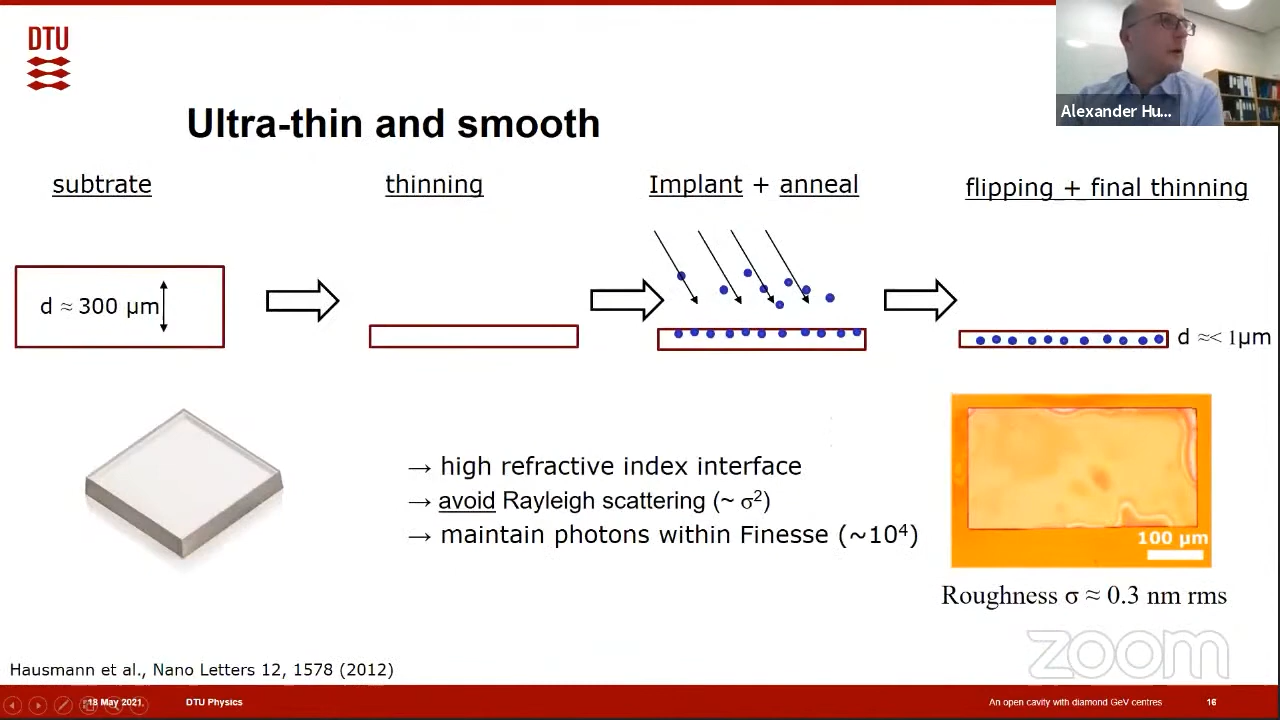 DTU
Alexander Hu...
Ultra-thin and smooth
subtrate
thinning
Implant + anneal
flipping + final thinning
d ≈ 300 μm
d ≈< 1μm
→ high refractive index interface
→ avoid Rayleigh scattering (~ σ²)
→ maintain photons within Finesse (~10⁴)
100 μm
Roughness σ ≈ 0.3 nm rms
zoom
Hausmann et al., Nano Letters 12, 1578 (2012)
18 May 2021,
DTU Physics
An open cavity with diamond GeV centres
16